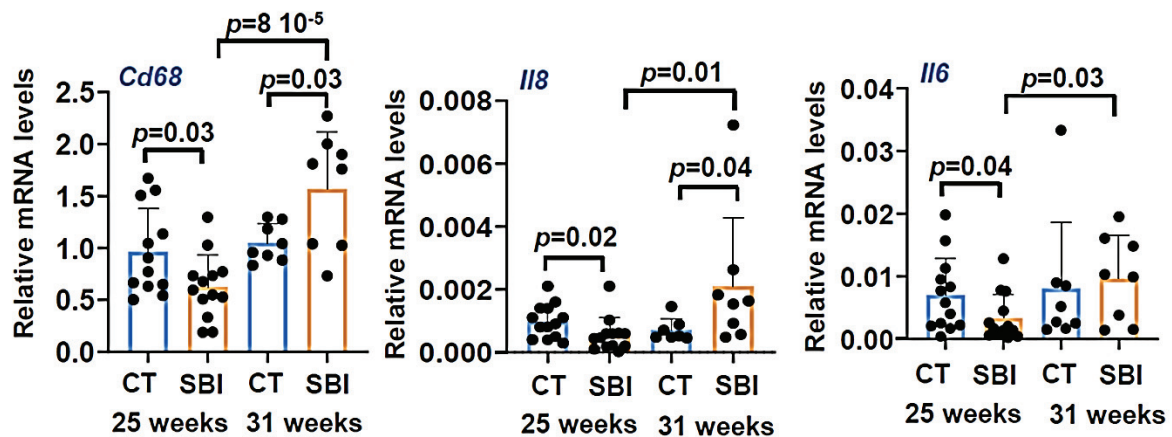 p=8 10-5
Cd68
p=0.03
p=0.03
Relative mRNA levels
2.5
2.0
1.5
1.0
0.5
0.0
CT SBI CT SBI
25 weeks 31 weeks
Il8
p=0.01
p=0.04
p=0.02
Relative mRNA levels
0.008
0.006
0.004
0.002
0.000
CT SBI CT SBI
25 weeks 31 weeks
Il6
p=0.03
p=0.04
Relative mRNA levels
0.04
0.03
0.02
0.01
0.00
CT SBI CT SBI
25 weeks 31 weeks